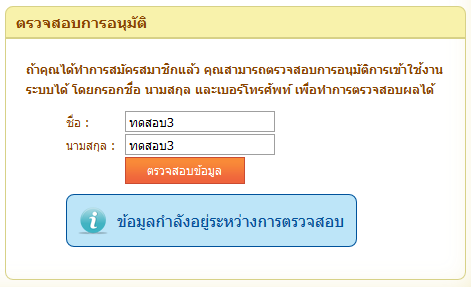 ตรวจสอบการอนุมัติ
ถ้าคุณได้ทำการสมัครสมาชิกแล้ว คุณสามารถตรวจสอบการอนุมัติการเข้าใช้งาน
ระบบได้ โดยกรอกชื่อ นามสกุล และเบอร์โทรศัพท์ เพื่อทำการตรวจสอบผลได้
ชื่อ : ทดสอบ3
นามสกุล : ทดสอบ3
ตรวจสอบข้อมูล
ข้อมูลกำลังอยู่ระหว่างการตรวจสอบ